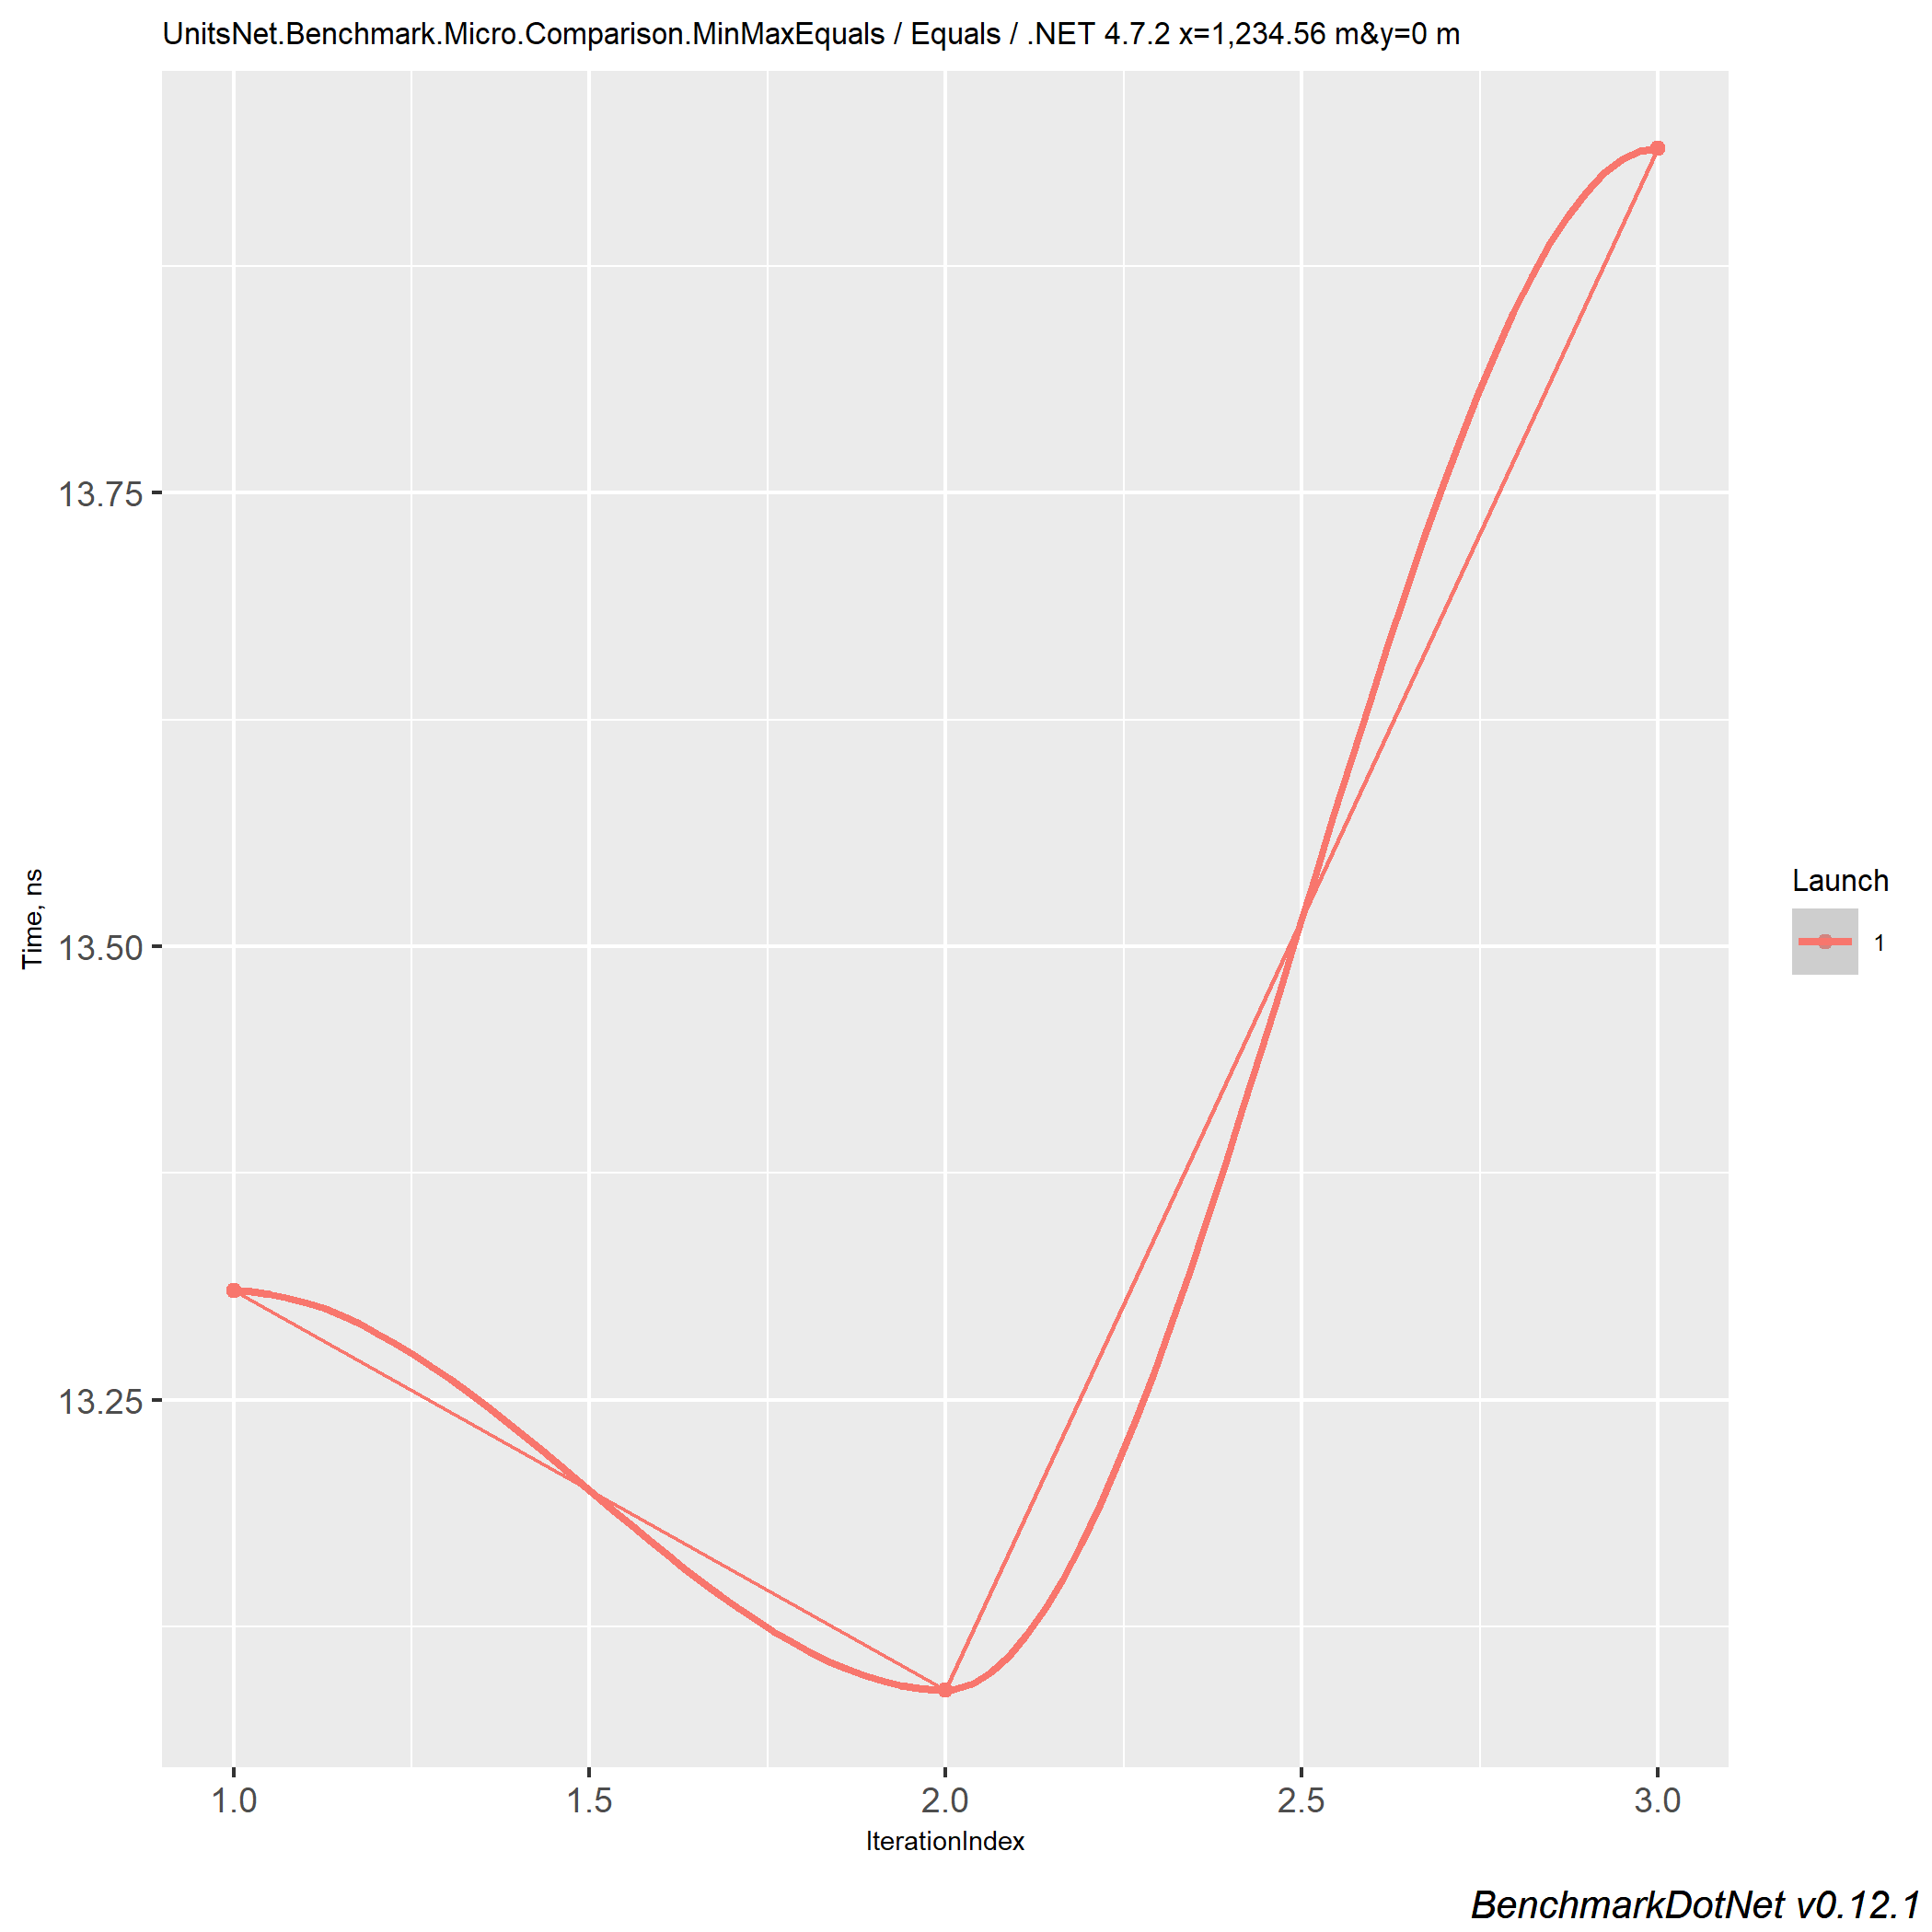 UnitsNet.Benchmark.Micro.Comparison.MinMaxEquals / Equals / .NET 4.7.2 x=1,234.56 m&y=0 m
Time, ns
13.75
13.50
13.25
1.0 1.5 2.0 2.5 3.0
IterationIndex
Launch
1
BenchmarkDotNet v0.12.1